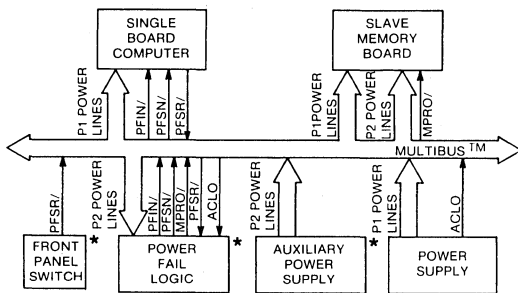 SINGLE
BOARD
COMPUTER
SLAVE
MEMORY
BOARD
P1 POWER
LINES
PFIN/
PFSN/
PFSR/
P1POWER
LINES
P2 POWER
LINES
MPRO/
MULTIBUS™
PFSR/
P2 POWER
LINES
PFIN/
PFSN/
MPRO/
PFSR/
ACLO
P2 POWER
LINES
P1 POWER
LINES
ACLO
FRONT
PANEL
SWITCH
*
POWER
FAIL
LOGIC
*
AUXILIARY
POWER
SUPPLY
*
POWER
SUPPLY